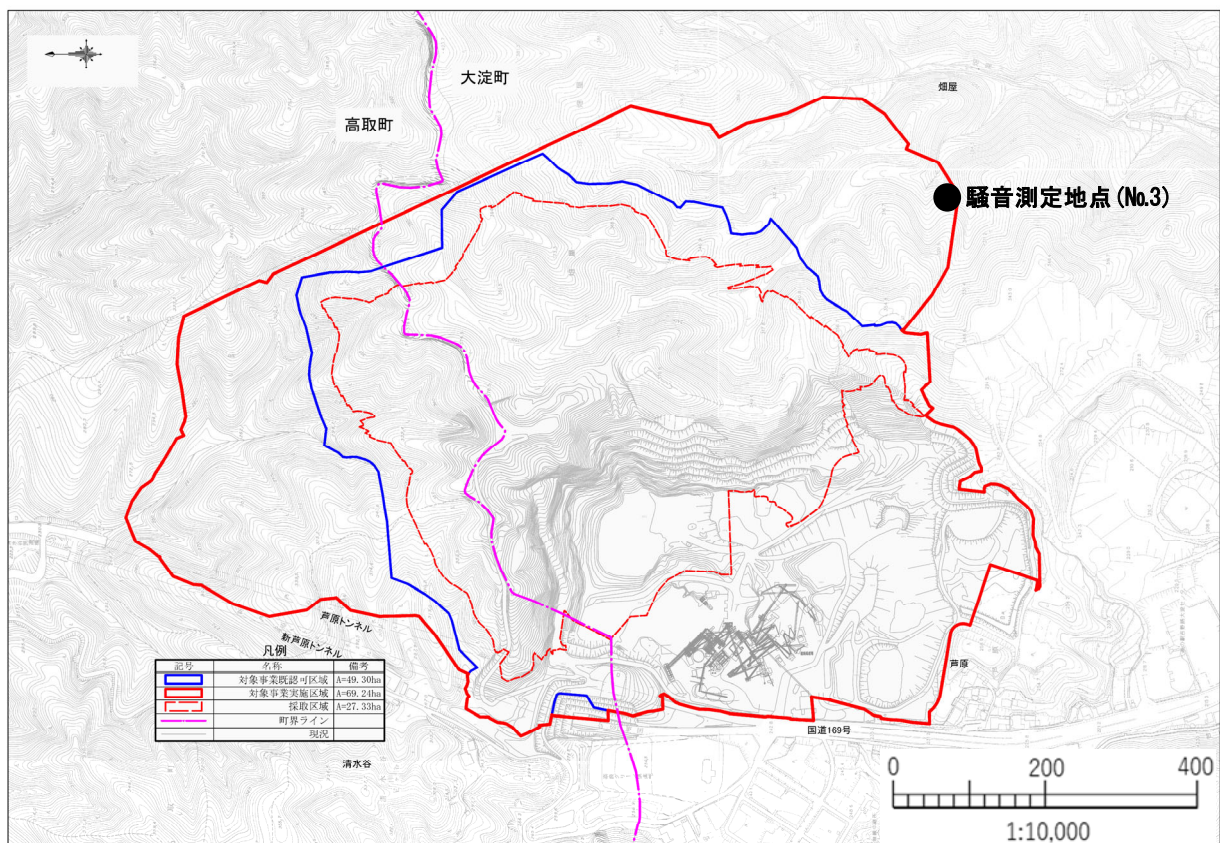 大淀町
高取町
畑屋
騒音測定地点(No.3)
芦原トンネル
新芦原トンネル
凡例
記号 名称 備考
対象事業既認可区域 A=49.30ha
対象事業実施区域 A=69.24ha
採取区域 A=27.33ha
町界ライン
現況
芦原
国道169号
清水谷
0 200 400
1:10,000